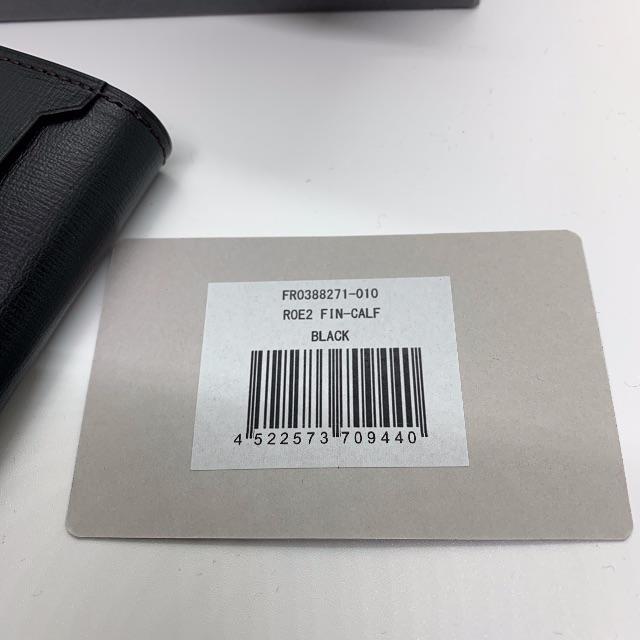 FR0388271-010
ROE2 FIN-CALF
BLACK
4 522573 709440